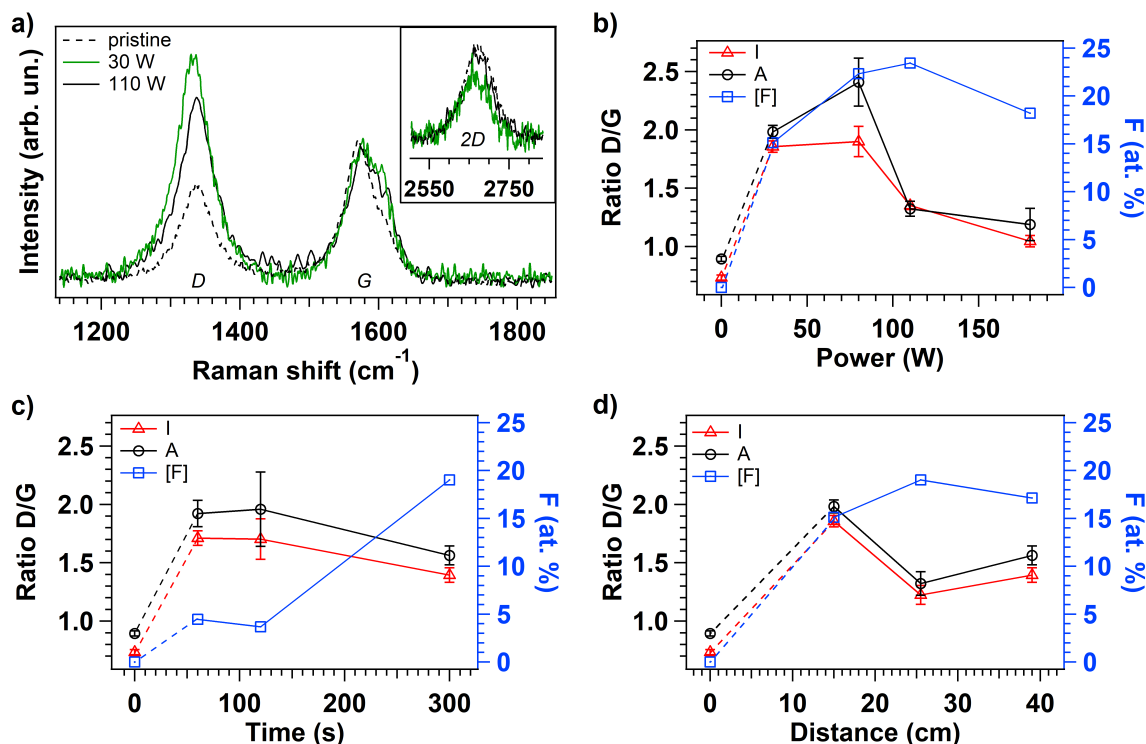 a)
Intensity (arb. un.)
pristine
30 W
110 W
D
G
2D
2550 2750
1200 1400 1600 1800
Raman shift (cm⁻¹)
b)
Ratio D/G
I
A
[F]
2.5
2.0
1.5
1.0
25
20
15
10
5
0
F (at. %)
0 50 100 150
Power (W)
c)
Ratio D/G
I
A
[F]
2.5
2.0
1.5
1.0
25
20
15
10
5
0
F (at. %)
0 100 200 300
Time (s)
d)
Ratio D/G
I
A
[F]
2.5
2.0
1.5
1.0
25
20
15
10
5
0
F (at. %)
0 10 20 30 40
Distance (cm)